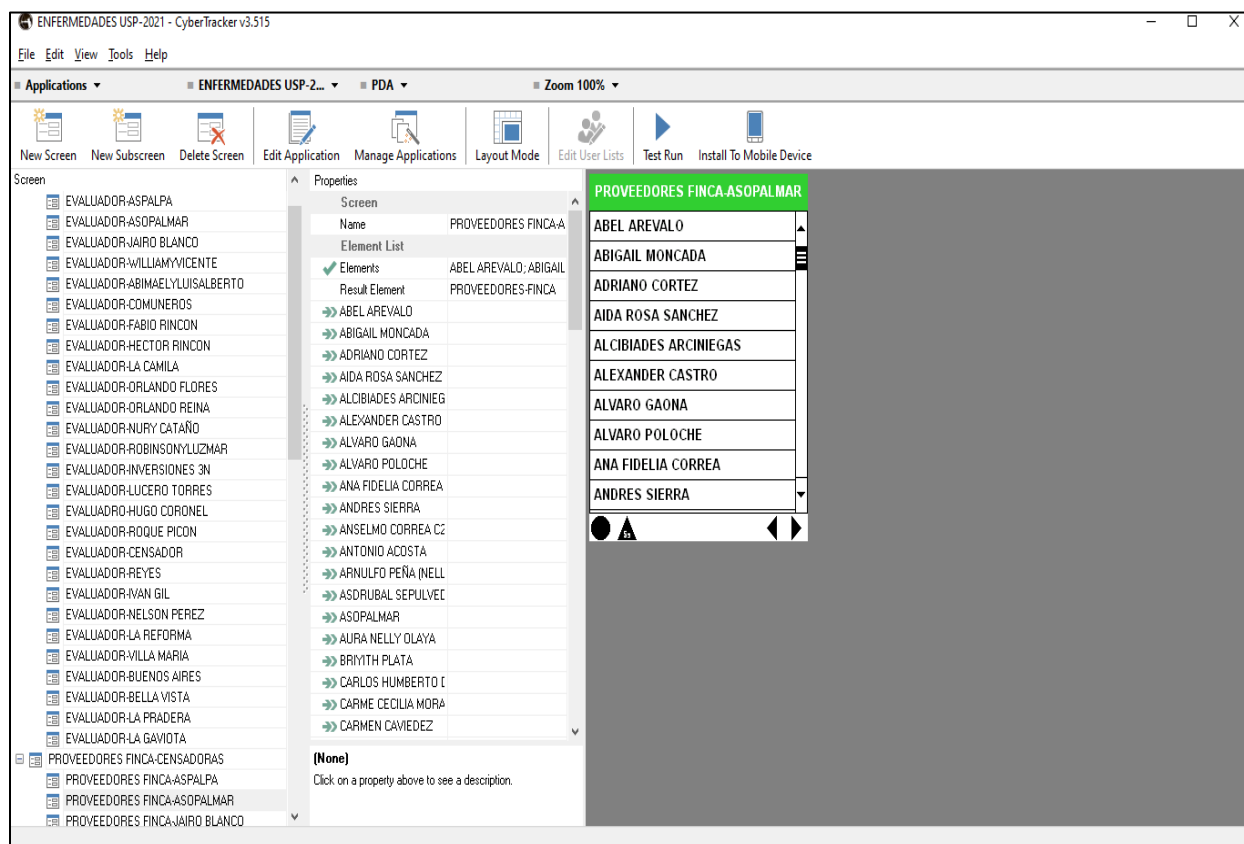 ENFERMEDADES USP-2021 - CyberTracker v3.515
File Edit View Tools Help
Applications ENFERMEDADES USP-2... PDA Zoom 100%
New Screen New Subscreen Delete Screen Edit Application Manage Applications Layout Mode Edit User Lists Test Run Install To Mobile Device
Screen
EVALUADOR-ASPALPA
EVALUADOR-ASOPALMAR
EVALUADOR-JAIRO BLANCO
EVALUADOR-WILLIAMYVICENTE
EVALUADOR-ABIMAELYLUISALBERTO
EVALUADOR-COMUNEROS
EVALUADOR-FABIO RINCON
EVALUADOR-HECTOR RINCON
EVALUADOR-LA CAMILA
EVALUADOR-ORLANDO FLORES
EVALUADOR-ORLANDO REINA
EVALUADOR-NURY CATAÑO
EVALUADOR-ROBINSONYLUZMAR
EVALUADOR-INVERSIONES 3N
EVALUADOR-LUCERO TORRES
EVALUADRO-HUGO CORONEL
EVALUADOR-ROQUE PICON
EVALUADOR-CENSADOR
EVALUADOR-REYES
EVALUADOR-IVAN GIL
EVALUADOR-NELSON PEREZ
EVALUADOR-LA REFORMA
EVALUADOR-VILLA MARIA
EVALUADOR-BUENOS AIRES
EVALUADOR-BELLA VISTA
EVALUADOR-LA PRADERA
EVALUADOR-LA GAVIOTA
PROVEEDORES FINCA-CENSADORAS
PROVEEDORES FINCA-ASPALPA
PROVEEDORES FINCA-ASOPALMAR
PROVEEDORES FINCA-JAIRO BLANCO
Properties
Screen
Name PROVEEDORES FINCA-A
Element List
Elements ABEL AREVALO; ABIGAIL
Result Element PROVEEDORES-FINCA
ABEL AREVALO
ABIGAIL MONCADA
ADRIANO CORTEZ
AIDA ROSA SANCHEZ
ALCIBIADES ARCINIEG
ALEXANDER CASTRO
ALVARO GAONA
ALVARO POLOCHE
ANA FIDELIA CORREA
ANDRES SIERRA
ANSELMO CORREA C2
ANTONIO ACOSTA
ARNULFO PEÑA (NELL
ASDRUBAL SEPULVED
ASOPALMAR
AURA NELLY OLAYA
BRIYITH PLATA
CARLOS HUMBERTO D
CARME CECILIA MORA
CARMEN CAVIEDEZ
(None)
Click on a property above to see a description.
PROVEEDORES FINCA-ASOPALMAR
ABEL AREVALO
ABIGAIL MONCADA
ADRIANO CORTEZ
AIDA ROSA SANCHEZ
ALCIBIADES ARCINIEGAS
ALEXANDER CASTRO
ALVARO GAONA
ALVARO POLOCHE
ANA FIDELIA CORREA
ANDRES SIERRA